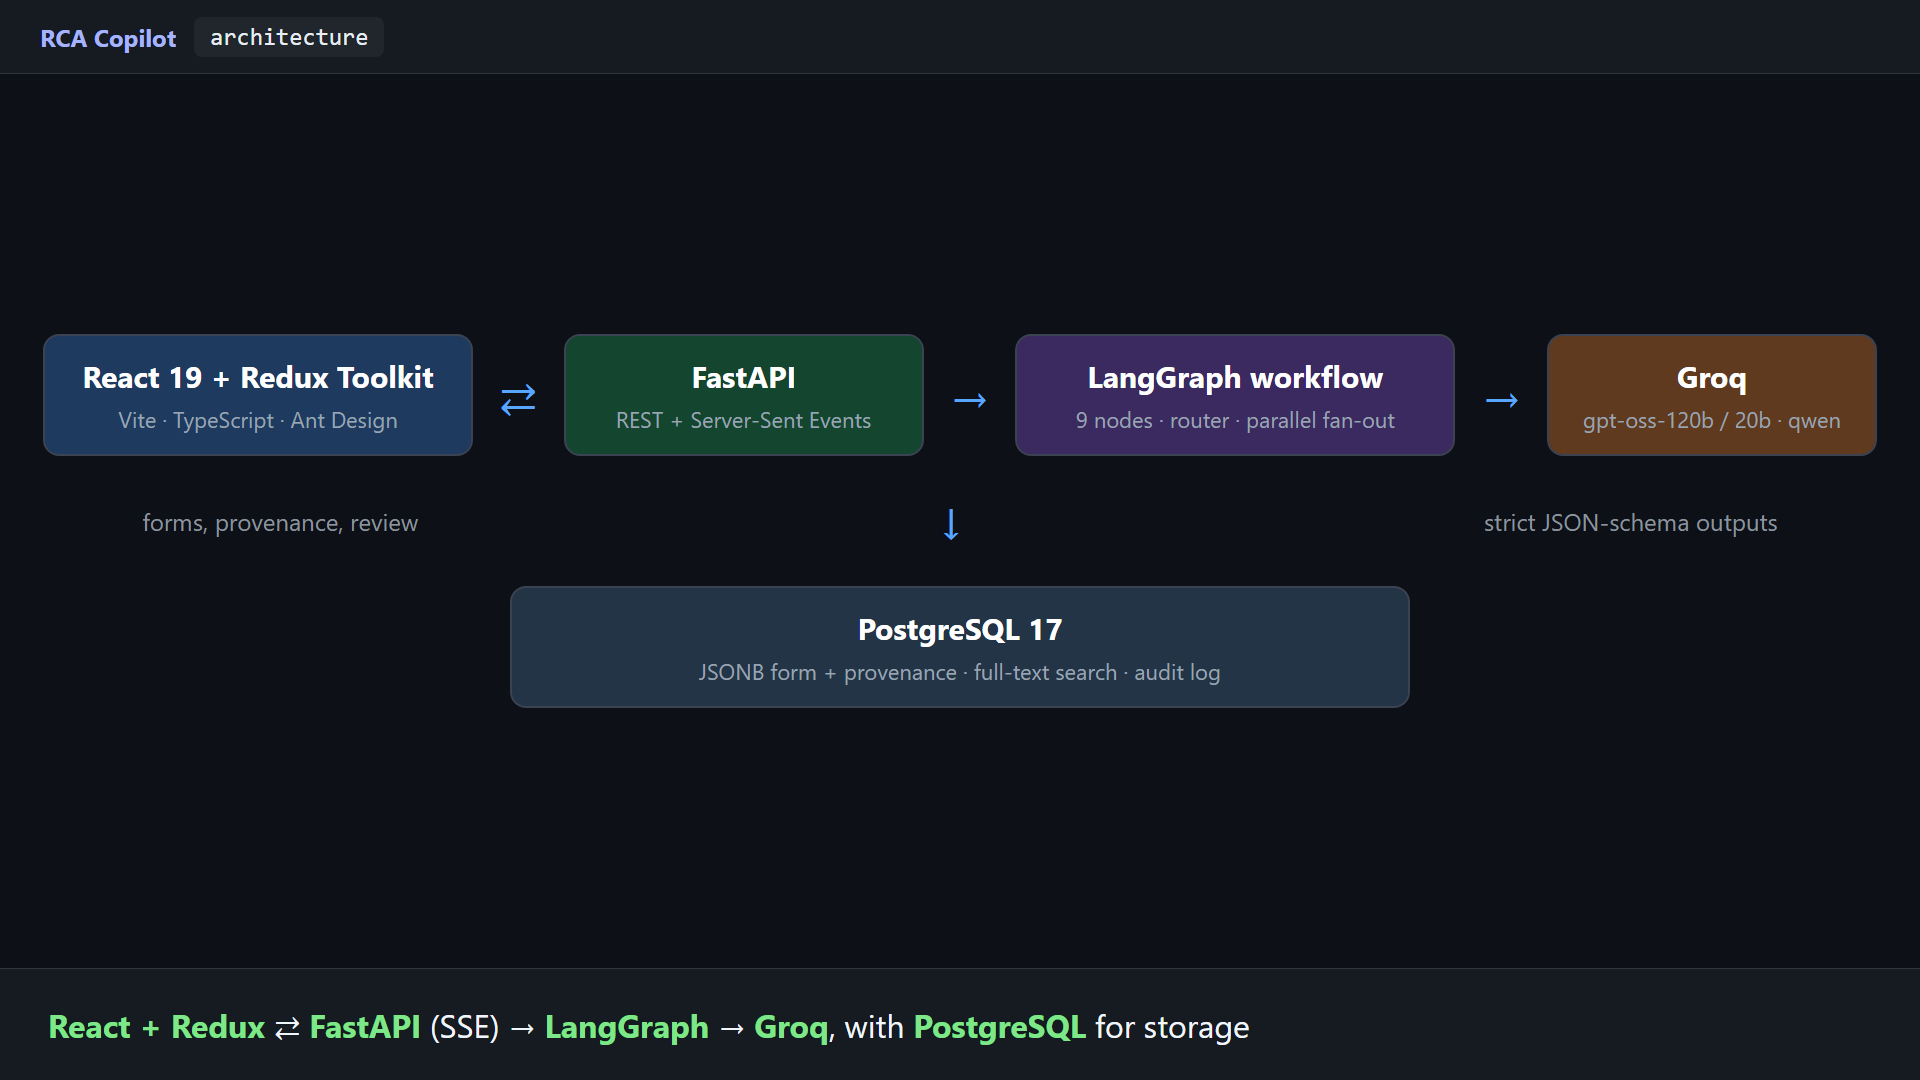 RCA Copilot architecture
React 19 + Redux Toolkit
Vite · TypeScript · Ant Design
⇄
FastAPI
REST + Server-Sent Events
→
LangGraph workflow
9 nodes · router · parallel fan-out
→
Groq
gpt-oss-120b / 20b · qwen
forms, provenance, review
↓
strict JSON-schema outputs
PostgreSQL 17
JSONB form + provenance · full-text search · audit log
React + Redux ⇄ FastAPI (SSE) → LangGraph → Groq, with PostgreSQL for storage